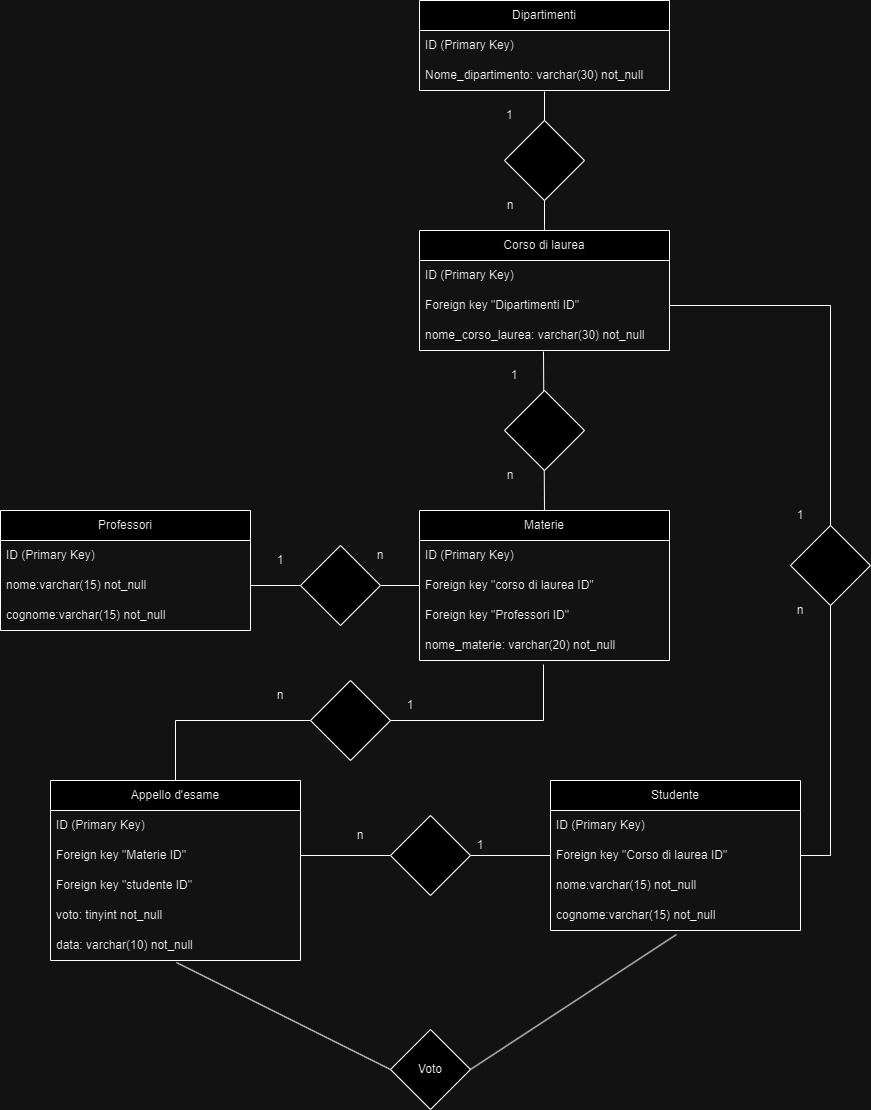 Dipartimenti
ID (Primary Key)
Nome_dipartimento: varchar(30) not_null
1
n
Corso di laurea
ID (Primary Key)
Foreign key "Dipartimenti ID"
nome_corso_laurea: varchar(30) not_null
1
n
1
n
Professori
ID (Primary Key)
nome:varchar(15) not_null
cognome:varchar(15) not_null
1
n
Materie
ID (Primary Key)
Foreign key "corso di laurea ID"
Foreign key "Professori ID"
nome_materie: varchar(20) not_null
n
1
Appello d'esame
ID (Primary Key)
Foreign key "Materie ID"
Foreign key "studente ID"
voto: tinyint not_null
data: varchar(10) not_null
n
1
Studente
ID (Primary Key)
Foreign key "Corso di laurea ID"
nome:varchar(15) not_null
cognome:varchar(15) not_null
Voto